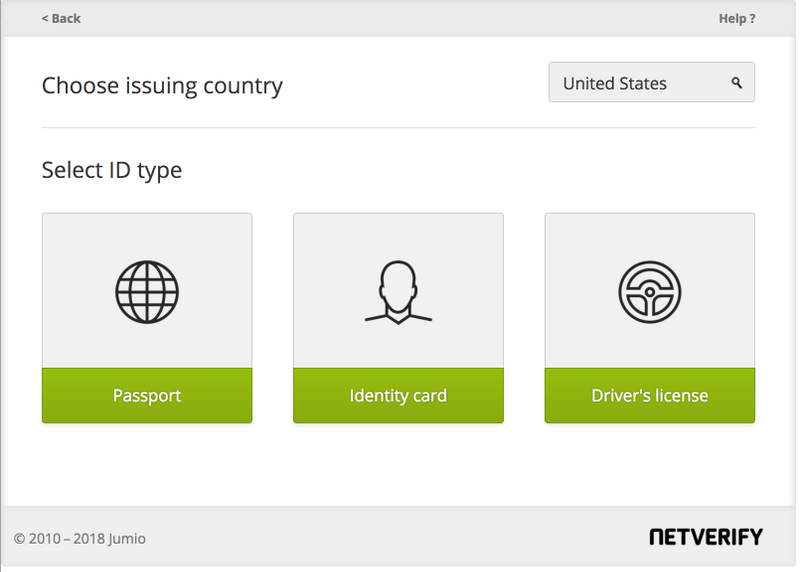 < Back
Help ?
Choose issuing country
United States
Select ID type
Passport
Identity card
Driver's license
© 2010 – 2018 Jumio
NETVERIFY